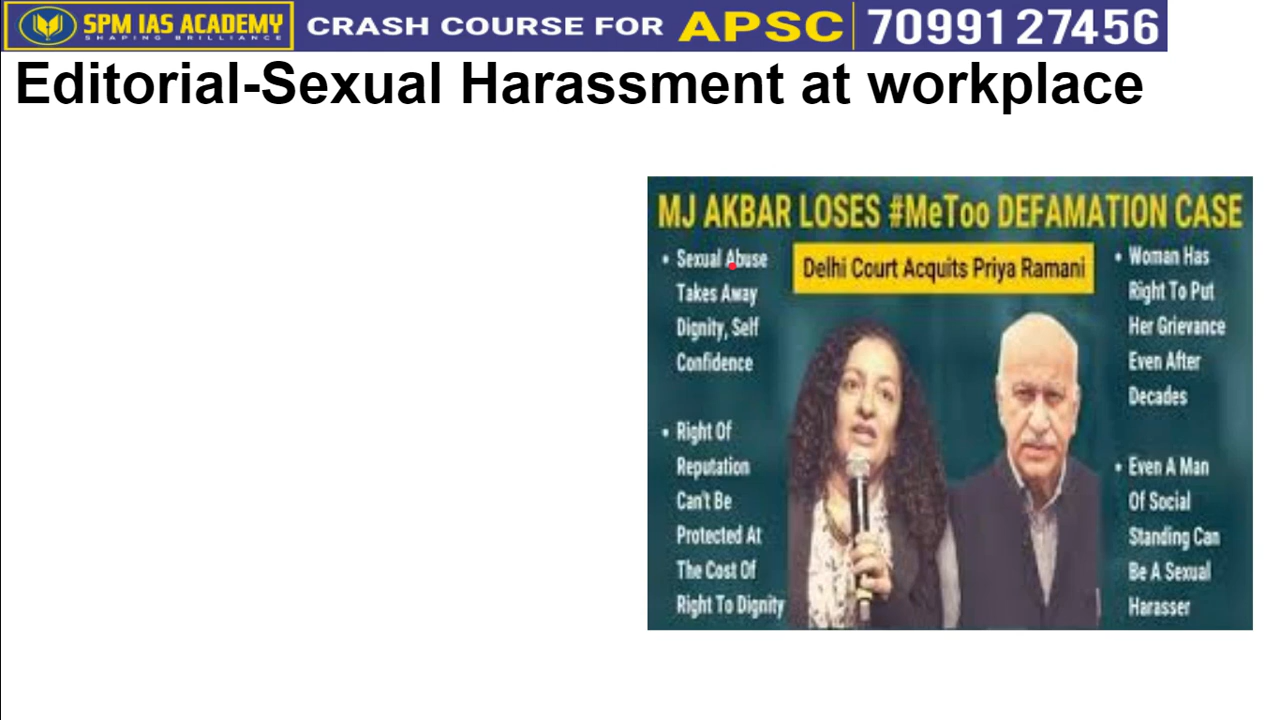 SPM IAS ACADEMY
SHAPING BRILLIANCE
CRASH COURSE FOR APSC 7099127456
Editorial-Sexual Harassment at workplace
MJ AKBAR LOSES #MeToo DEFAMATION CASE
Delhi Court Acquits Priya Ramani
• Sexual Abuse
Takes Away
Dignity, Self
Confidence
• Right Of
Reputation
Can't Be
Protected At
The Cost Of
Right To Dignity
• Woman Has
Right To Put
Her Grievance
Even After
Decades
• Even A Man
Of Social
Standing Can
Be A Sexual
Harasser